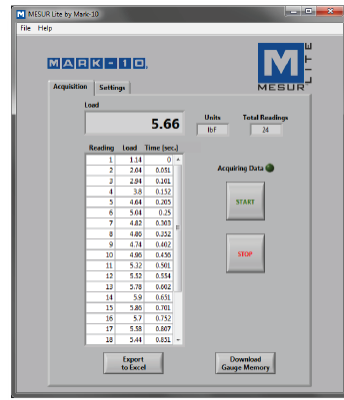 MESUR Lite by Mark-10
File Help
MARK-10
M
MESUR
LITE
Acquisition Settings
Load
5.66
Units
lbF
Total Readings
24
Reading Load Time [sec.]
1 1.14 0
2 2.04 0.051
3 2.94 0.101
4 3.8 0.152
5 4.64 0.205
6 5.04 0.25
7 4.82 0.303
8 4.86 0.352
9 4.74 0.402
10 4.96 0.456
11 5.32 0.501
12 5.52 0.554
13 5.78 0.602
14 5.9 0.651
15 5.86 0.701
16 5.7 0.752
17 5.58 0.807
18 5.44 0.851
Acquiring Data
START
STOP
Export
to Excel
Download
Gauge Memory